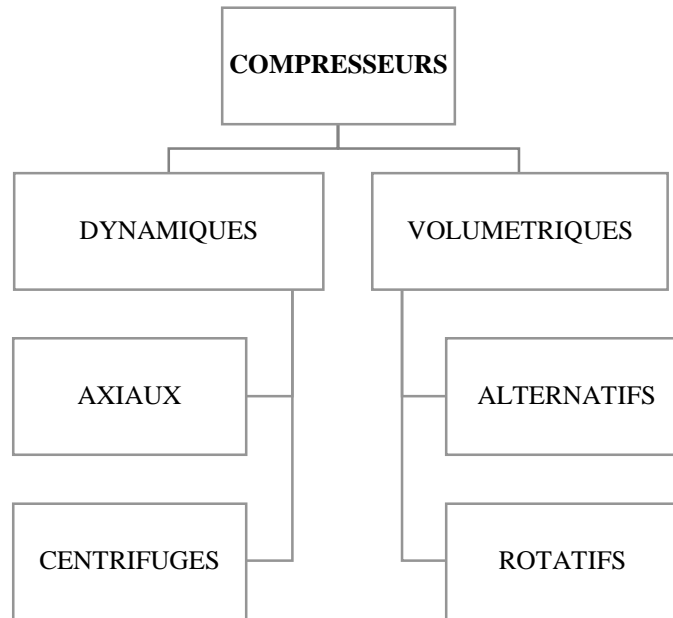 COMPRESSEURS
DYNAMIQUES
VOLUMETRIQUES
AXIAUX
ALTERNATIFS
CENTRIFUGES
ROTATIFS